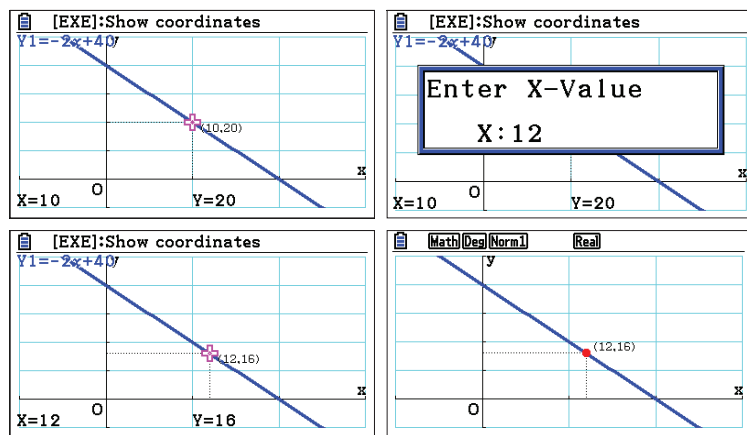 [EXE]:Show coordinates
Y1=-2x+40
y
(10,20)
x
O
X=10
Y=20
[EXE]:Show coordinates
Y1=-2x+40
Enter X-Value
X:12
x
O
X=10
Y=20
[EXE]:Show coordinates
Y1=-2x+40
y
(12,16)
x
O
X=12
Y=16
Math Deg Norm1 Real
y
(12,16)
x
O